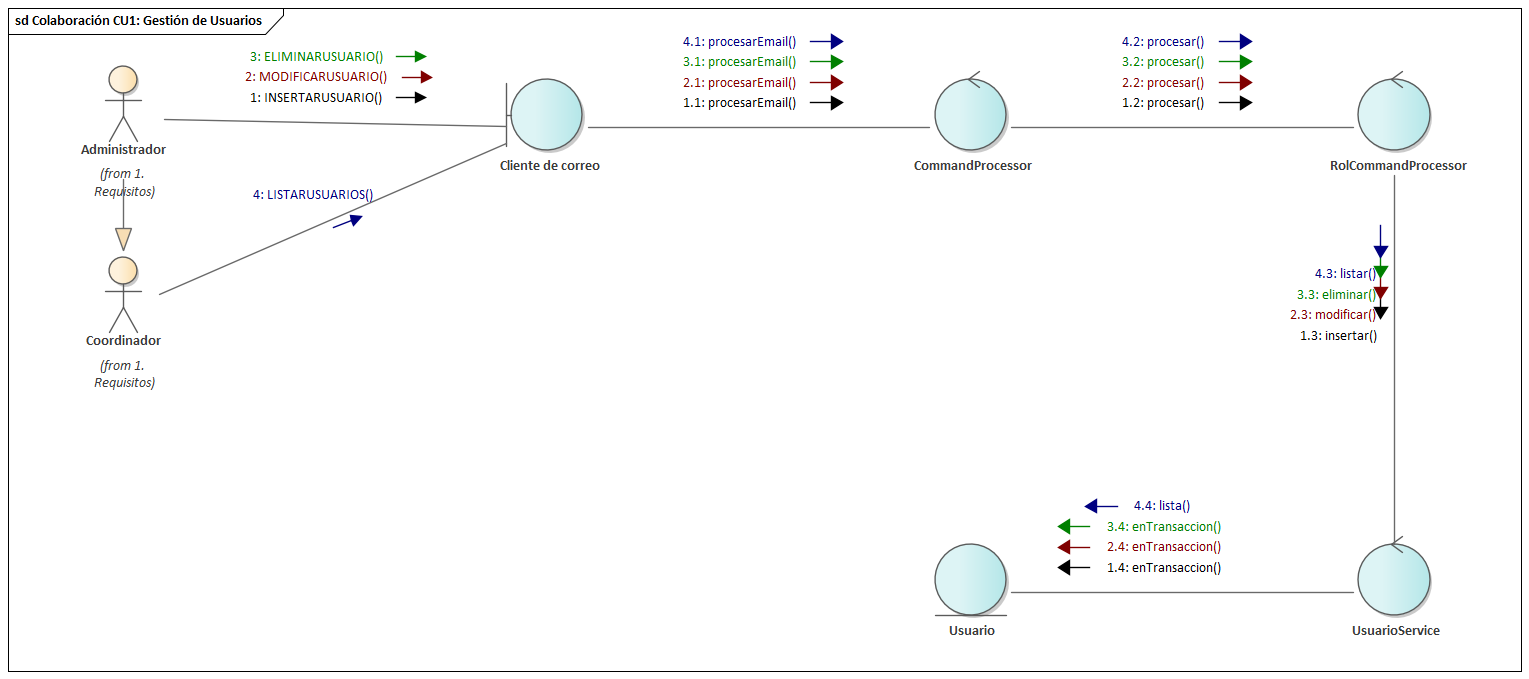 sd Colaboración CU1: Gestión de Usuarios
3: ELIMINARUSUARIO()
2: MODIFICARUSUARIO()
1: INSERTARUSUARIO()
4.1: procesarEmail()
3.1: procesarEmail()
2.1: procesarEmail()
1.1: procesarEmail()
4.2: procesar()
3.2: procesar()
2.2: procesar()
1.2: procesar()
Administrador
(from 1.
Requisitos)
Cliente de correo
CommandProcessor
RolCommandProcessor
4: LISTARUSUARIOS()
4.3: listar()
3.3: eliminar()
2.3: modificar()
1.3: insertar()
Coordinador
(from 1.
Requisitos)
4.4: lista()
3.4: enTransaccion()
2.4: enTransaccion()
1.4: enTransaccion()
Usuario
UsuarioService